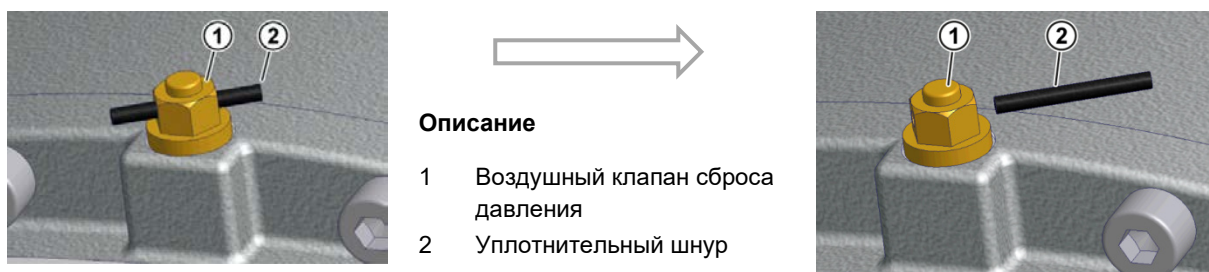 1 2
Описание
1 Воздушный клапан сброса
давления
2 Уплотнительный шнур
1 2